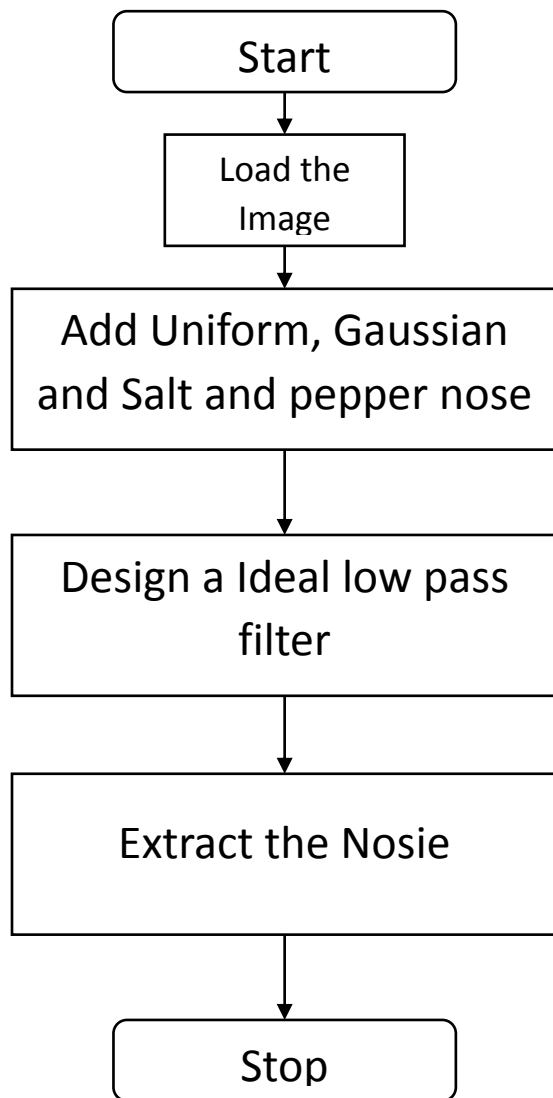 Start
Load the
Image
Add Uniform, Gaussian
and Salt and pepper nose
Design a Ideal low pass
filter
Extract the Nosie
Stop